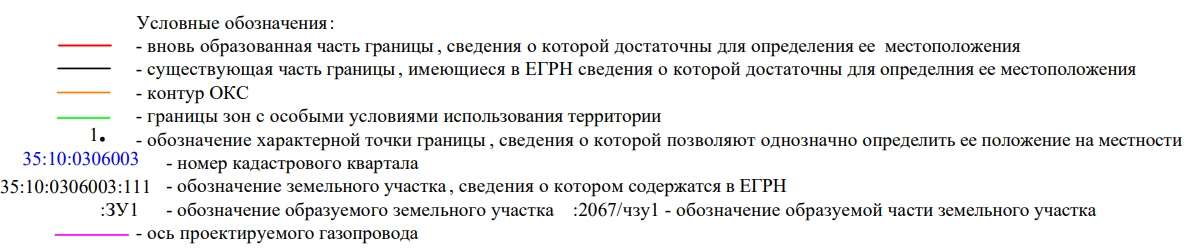 Условные обозначения:
- вновь образованная часть границы, сведения о которой достаточны для определения ее местоположения
- существующая часть границы, имеющиеся в ЕГРН сведения о которой достаточны для определния ее местоположения
- контур ОКС
- границы зон с особыми условиями использования территории
1. - обозначение характерной точки границы, сведения о которой позволяют однозначно определить ее положение на местности
35:10:0306003 - номер кадастрового квартала
35:10:0306003:111 - обозначение земельного участка, сведения о котором содержатся в ЕГРН
:ЗУ1 - обозначение образуемого земельного участка :2067/чзу1 - обозначение образуемой части земельного участка
- ось проектируемого газопровода